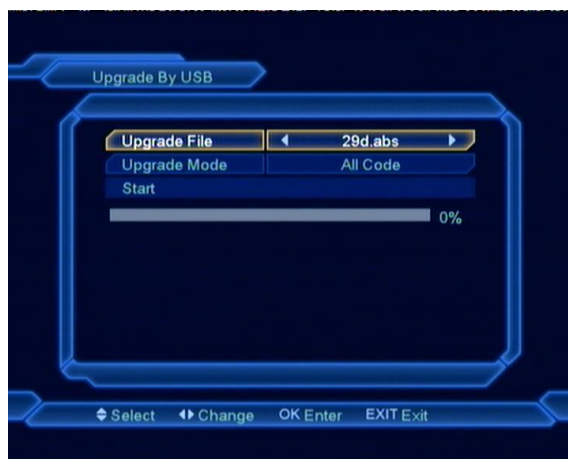 Upgrade By USB
Upgrade File 29d.abs
Upgrade Mode All Code
Start
0%
Select Change OK Enter EXIT Exit